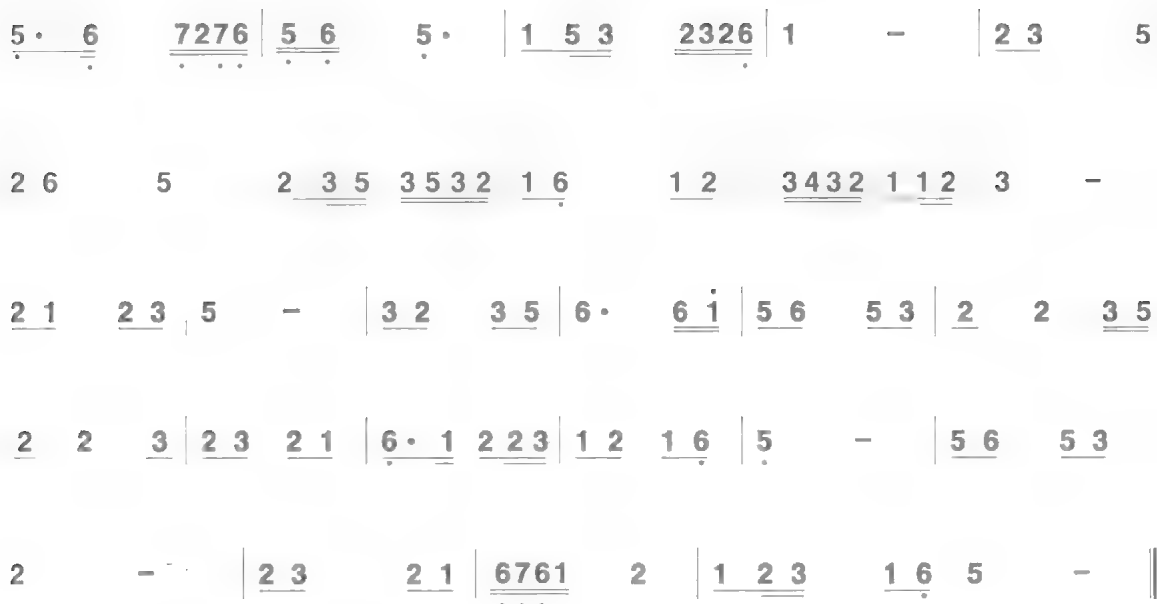 5· 6 7276 | 5 6 5· | 1 5 3 2326 | 1 - | 2 3 5
2 6 5 2 3 5 3532 1 6 1 2 3432 1 1 2 3 -
2 1 2 3 | 5 - | 3 2 3 5 | 6· 6 1 | 5 6 5 3 | 2 2 3 5
2 2 3 | 2 3 2 1 | 6· 1 2 2 3 | 1 2 1 6 | 5 - | 5 6 5 3
2 - | 2 3 2 1 | 6761 2 | 1 2 3 1 6 5 - ||